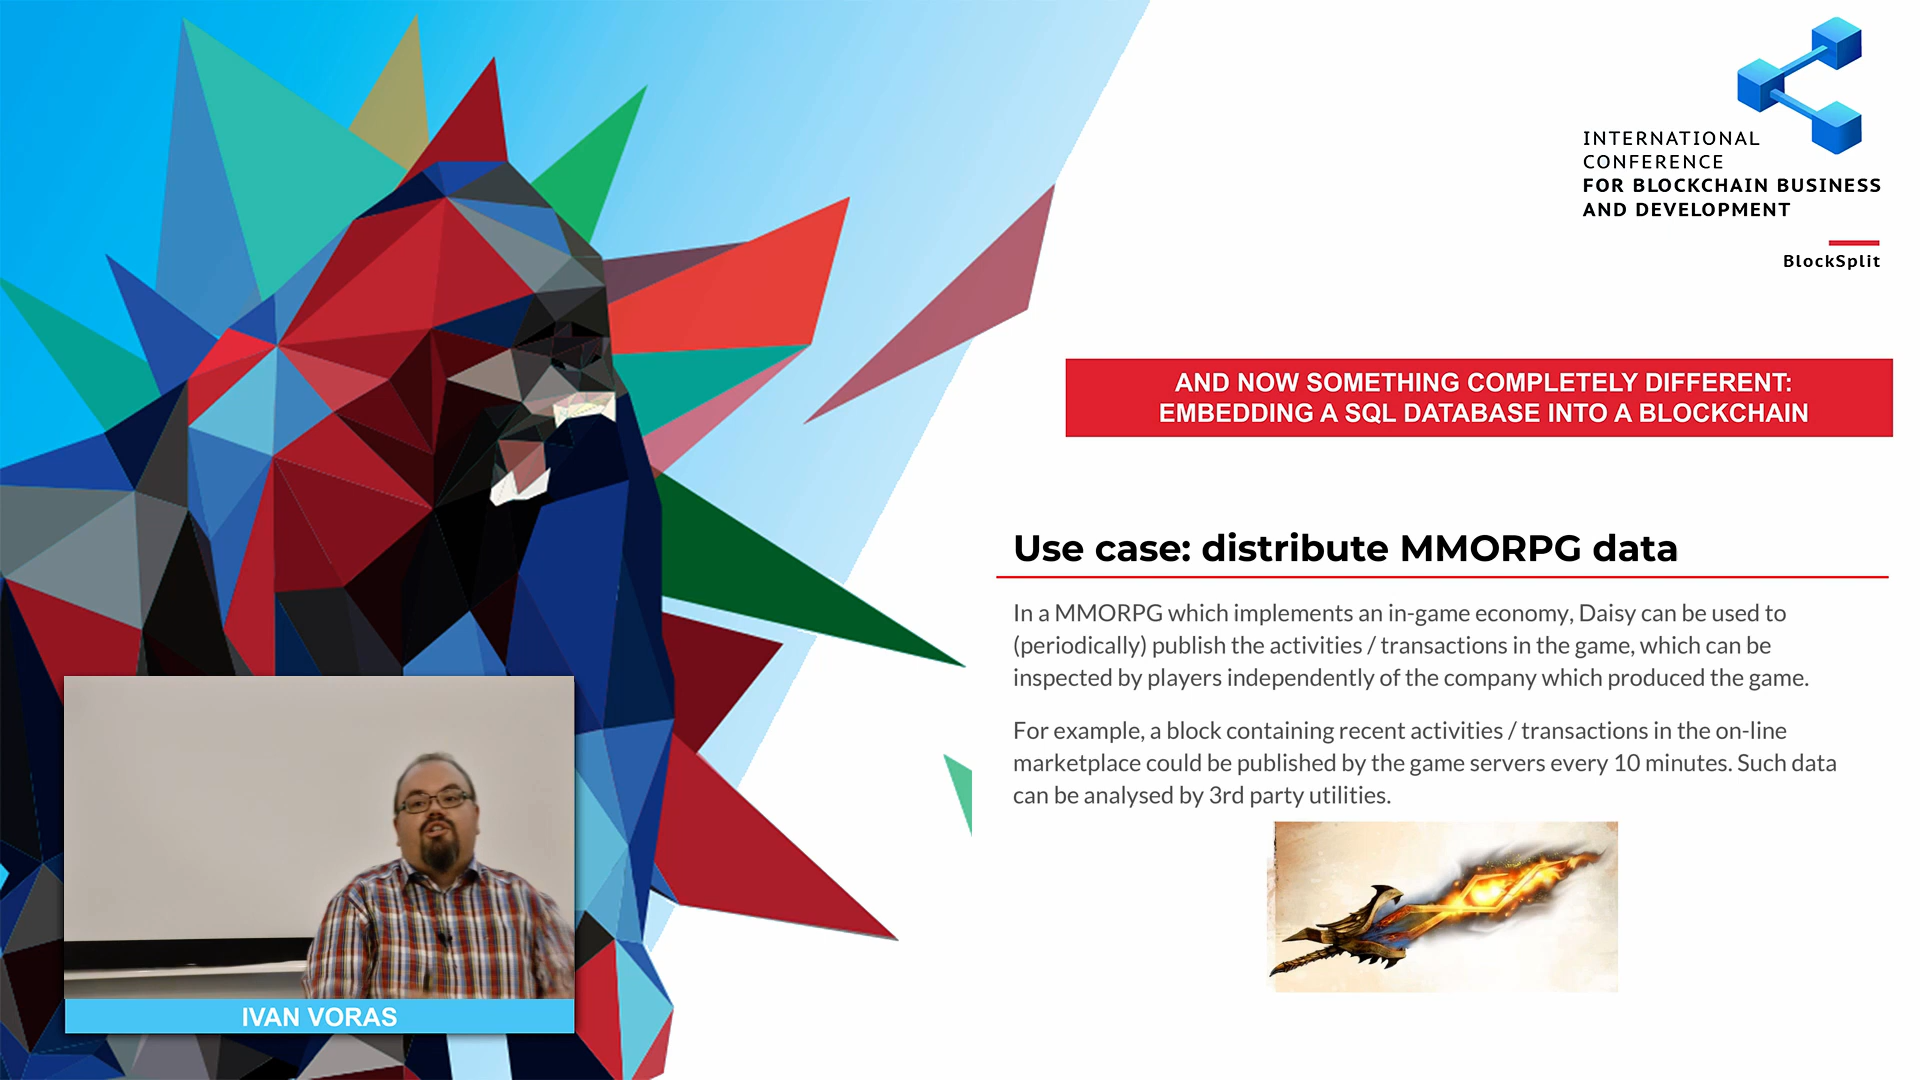 INTERNATIONAL
CONFERENCE
FOR BLOCKCHAIN BUSINESS
AND DEVELOPMENT
BlockSplit
AND NOW SOMETHING COMPLETELY DIFFERENT:
EMBEDDING A SQL DATABASE INTO A BLOCKCHAIN
Use case: distribute MMORPG data
In a MMORPG which implements an in-game economy, Daisy can be used to
(periodically) publish the activities / transactions in the game, which can be
inspected by players independently of the company which produced the game.
For example, a block containing recent activities / transactions in the on-line
marketplace could be published by the game servers every 10 minutes. Such data
can be analysed by 3rd party utilities.
IVAN VORAS